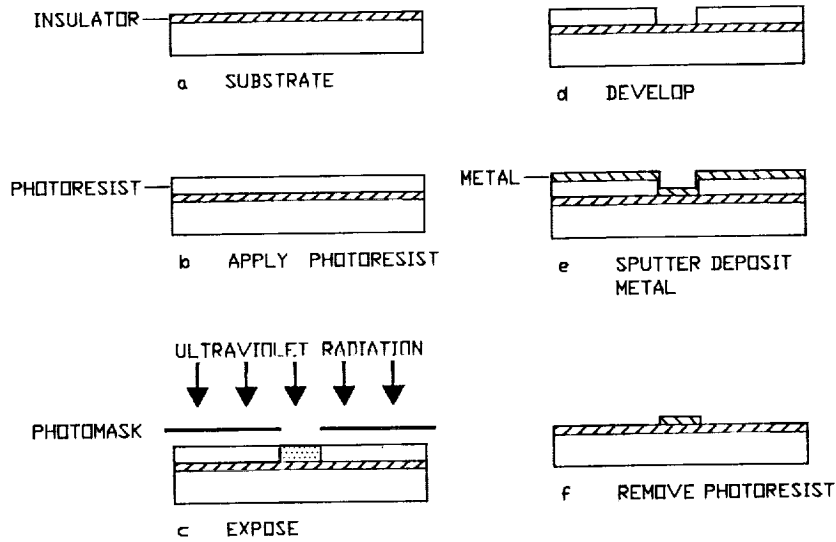 INSULATOR
a SUBSTRATE
PHOTORESIST
b APPLY PHOTORESIST
ULTRAVIOLET RADIATION
PHOTOMASK
c EXPOSE
d DEVELOP
METAL
e SPUTTER DEPOSIT
METAL
f REMOVE PHOTORESIST